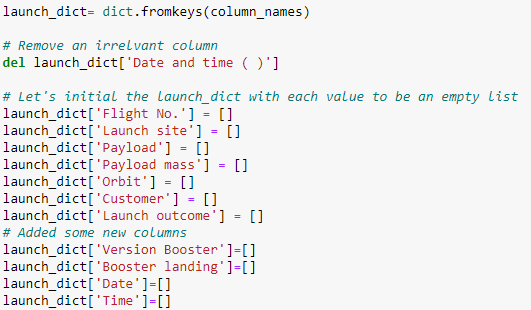 launch_dict= dict.fromkeys(column_names)
# Remove an irrelvant column
del launch_dict['Date and time ( )']
# Let's initial the launch_dict with each value to be an empty list
launch_dict['Flight No.'] = []
launch_dict['Launch site'] = []
launch_dict['Payload'] = []
launch_dict['Payload mass'] = []
launch_dict['Orbit'] = []
launch_dict['Customer'] = []
launch_dict['Launch outcome'] = []
# Added some new columns
launch_dict['Version Booster']=[]
launch_dict['Booster landing']=[]
launch_dict['Date']=[]
launch_dict['Time']=[]